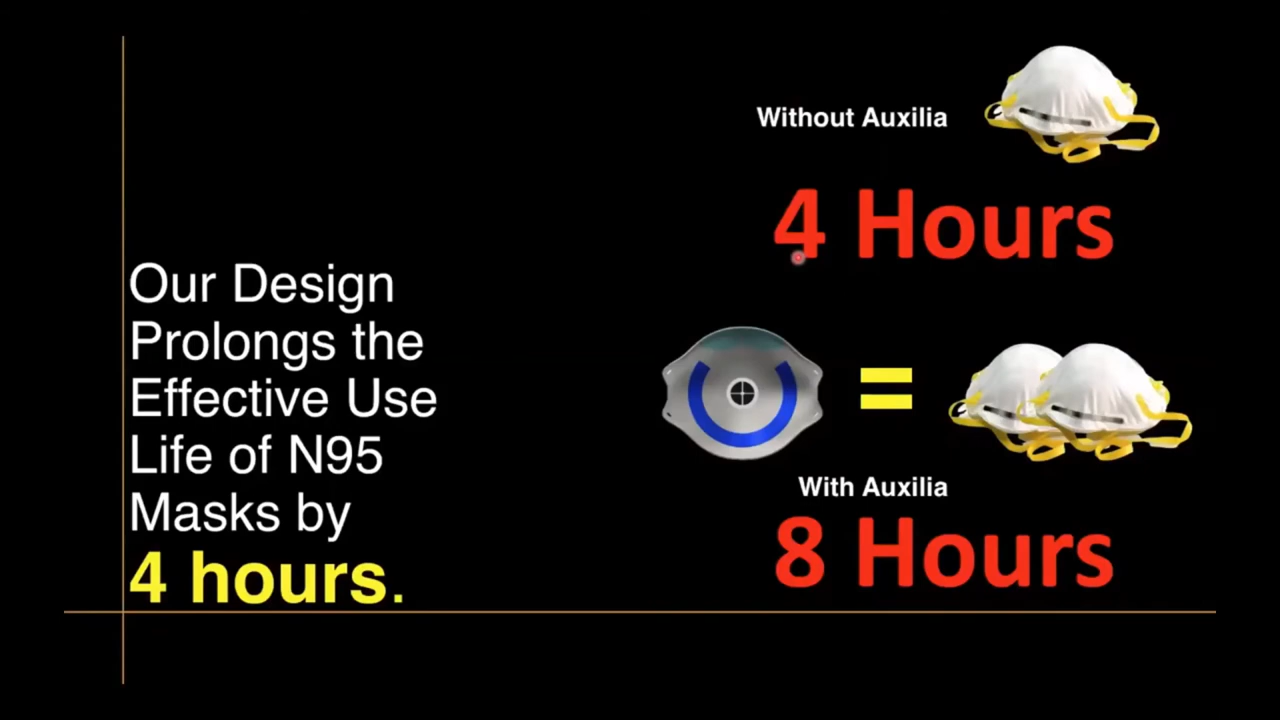 Our Design
Prolongs the
Effective Use
Life of N95
Masks by
4 hours.
Without Auxilia
4 Hours
=
With Auxilia
8 Hours